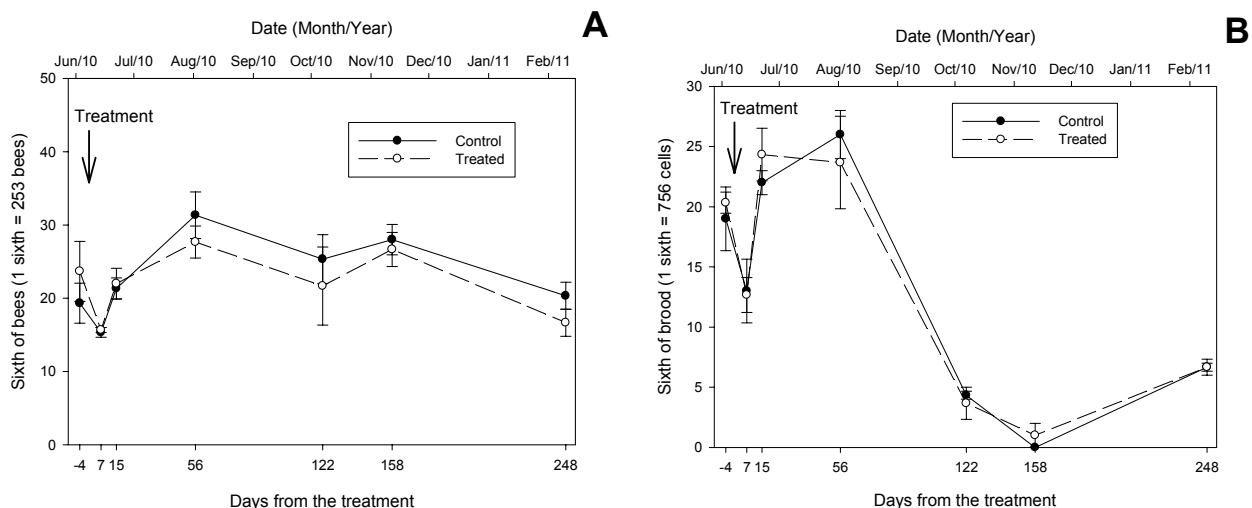 A
Date (Month/Year)
Jun/10 Jul/10 Aug/10 Sep/10 Oct/10 Nov/10 Dec/10 Jan/11 Feb/11
50
40
30
20
10
0
Sixth of bees (1 sixth = 253 bees)
Treatment
Control
Treated
-4 7 15 56 122 158 248
Days from the treatment
B
Date (Month/Year)
Jun/10 Jul/10 Aug/10 Sep/10 Oct/10 Nov/10 Dec/10 Jan/11 Feb/11
30
25
20
15
10
5
0
Sixth of brood (1 sixth = 756 cells)
Treatment
Control
Treated
-4 7 15 56 122 158 248
Days from the treatment